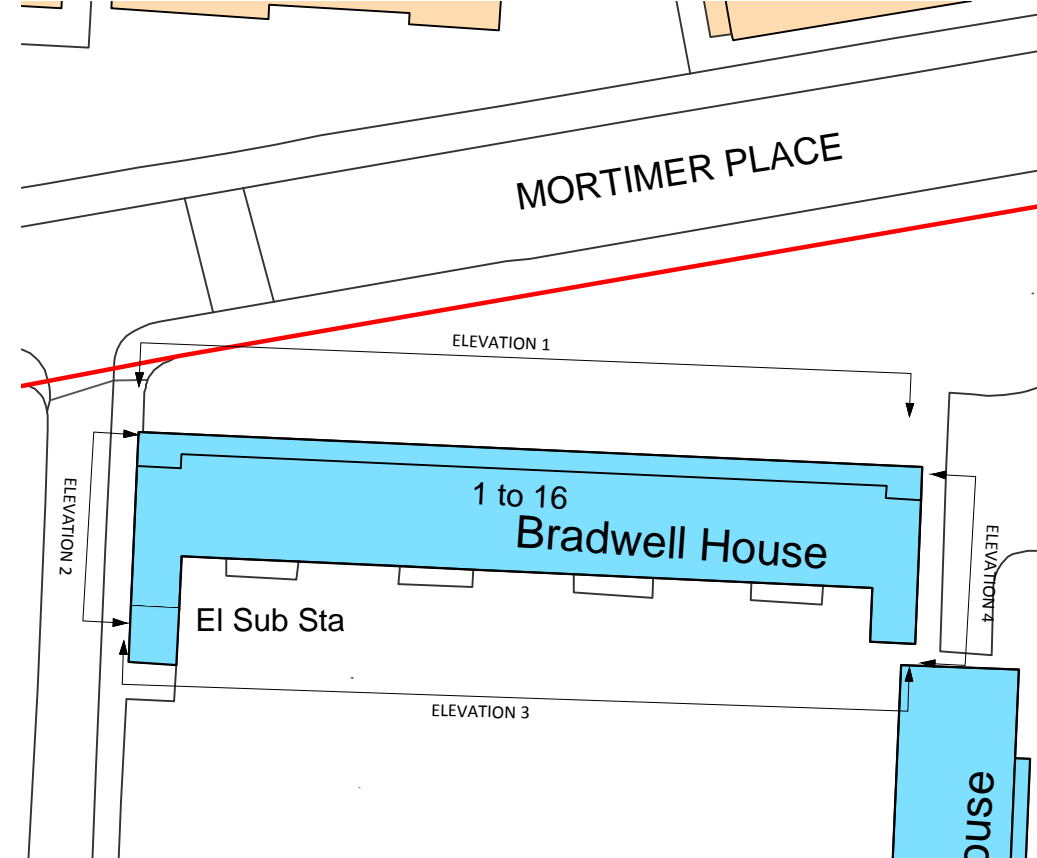 MORTIMER PLACE
ELEVATION 1
1 to 16
Bradwell House
ELEVATION 2
ELEVATION 4
El Sub Sta
ELEVATION 3
ouse